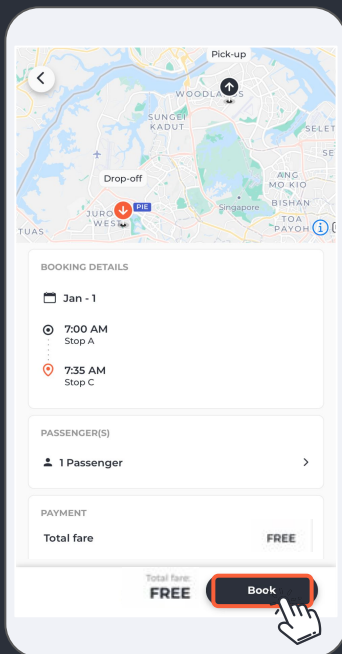 Pick-up
WOODLANDS
SUNGEI
KADUT
SELET
SE
Drop-off
ANG
MO KIO
PIE
BISHAN
JURO
WEST
Singapore
TOA
PAYOH
TUAS
BOOKING DETAILS
Jan - 1
7:00 AM
Stop A
7:35 AM
Stop C
PASSENGER(S)
1 Passenger
PAYMENT
Total fare
FREE
Total fare:
FREE
Book